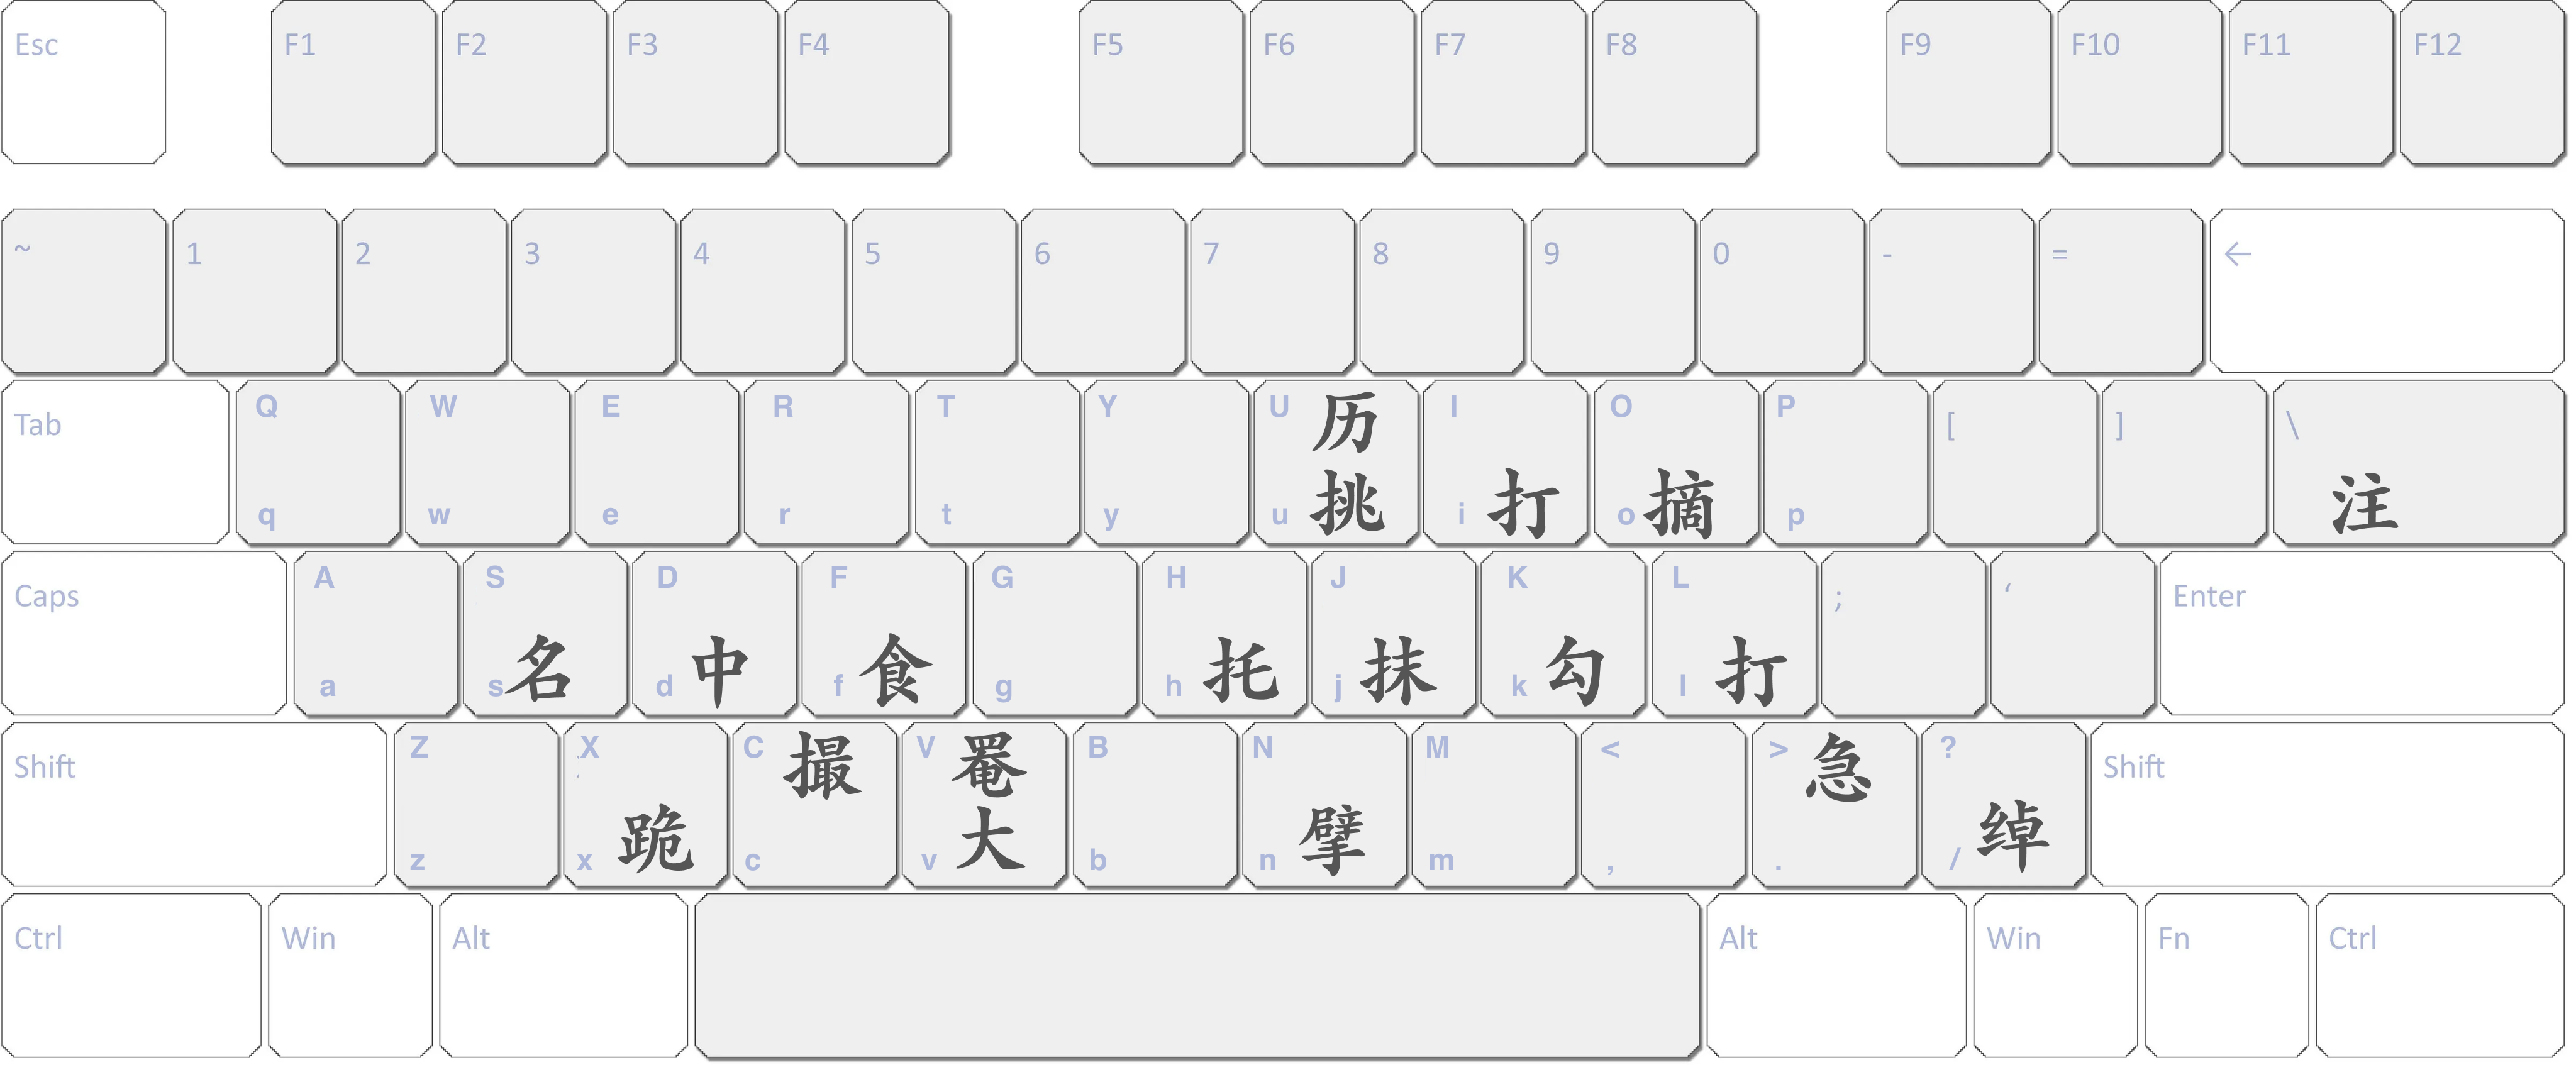 Esc F1 F2 F3 F4 F5 F6 F7 F8 F9 F10 F11 F12
~ 1 2 3 4 5 6 7 8 9 0 - = ←
Tab Q q W w E e R r T t Y y U 历 u 挑 I i 打 O o 摘 P p [ ] \ 注
Caps A a S s 名 D d 中 F f 食 G g H h 托 J j 抹 K k 勾 L l 打 ; ‘ Enter
Shift Z z X x 跪 C 撮 c V 罨 v 大 B b N n 擘 M m < , > 急 . ? / 绰 Shift
Ctrl Win Alt Alt Win Fn Ctrl